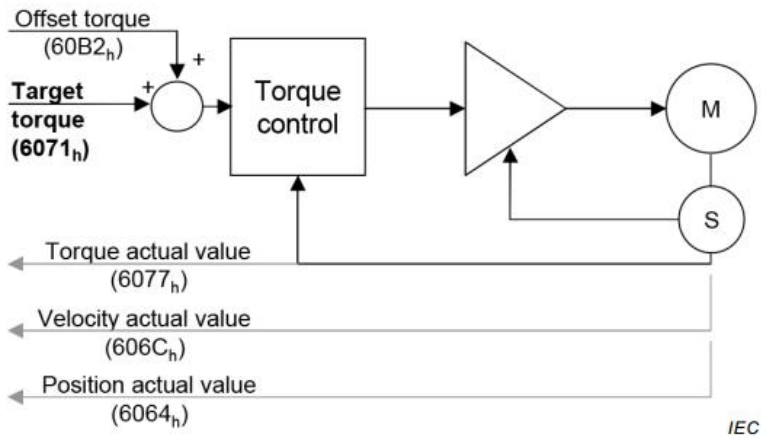 Offset torque
(60B2h)
+
+
Target
torque
(6071h)
Torque
control
M
S
Torque actual value
(6077h)
Velocity actual value
(606Ch)
Position actual value
(6064h)
IEC